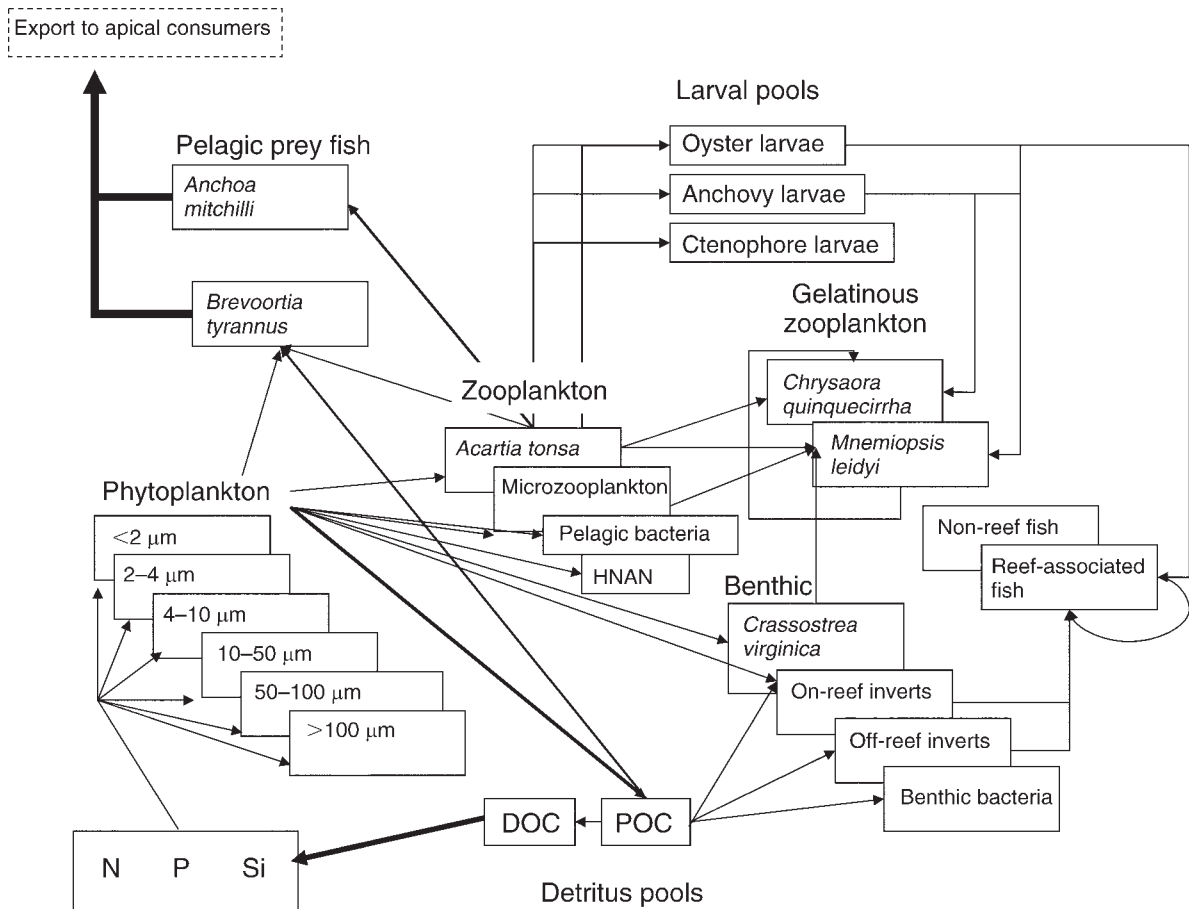 Export to apical consumers
Larval pools
Pelagic prey fish
Oyster larvae
Anchoa
mitchilli
Anchovy larvae
Ctenophore larvae
Brevoortia
tyrannus
Gelatinous
zooplankton
Zooplankton
Chrysaora
quinquecirrha
Acartia tonsa
Mnemiopsis
leidyi
Microzooplankton
Phytoplankton
Pelagic bacteria
Non-reef fish
<2 μm
HNAN
Reef-associated
fish
2–4 μm
Benthic
4–10 μm
Crassostrea
virginica
10–50 μm
On-reef inverts
50–100 μm
>100 μm
Off-reef inverts
Benthic bacteria
DOC
POC
N P Si
Detritus pools